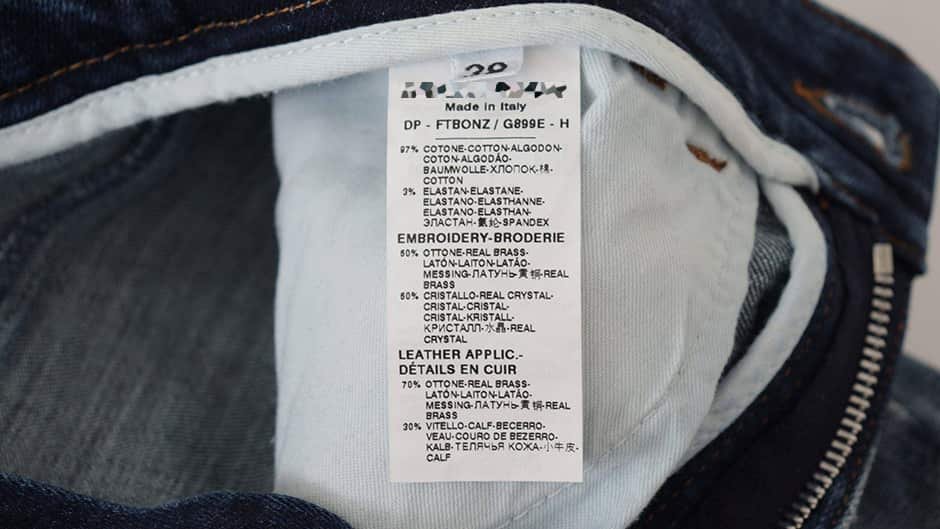 Made in Italy
DP - FTBONZ / G899E - H
97% COTONE-COTTON-ALGODON-
COTON-ALGODÃO-
BAUMWOLLE-ХЛОПОК-棉-
COTTON
3% ELASTAN-ELASTANE-
ELASTANO-ELASTHANNE-
ELASTANO-ELASTHAN-
ЭЛАСТАН-氨纶-SPANDEX
EMBROIDERY-BRODERIE
OTTONE-REAL BRASS-
LATÓN-LAITON-LATÃO-
MESSING-ЛАТУНЬ-黄铜-REAL
BRASS
CRISTALLO-REAL CRYSTAL-
CRISTAL-CRISTAL-
CRISTAL-KRISTALL-
КРИСТАЛЛ-水晶-REAL
CRYSTAL
LEATHER APPLIC.-
DÉTAILS EN CUIR
70% OTTONE-REAL BRASS-
LATÓN-LAITON-LATÃO-
MESSING-ЛАТУНЬ-黄铜-REAL
BRASS
30% VITELLO-CALF-BECERRO-
VEAU-COURO DE BEZERRO-
KALB-ТЕЛЯЧЬЯ КОЖА-小牛皮-
CALF